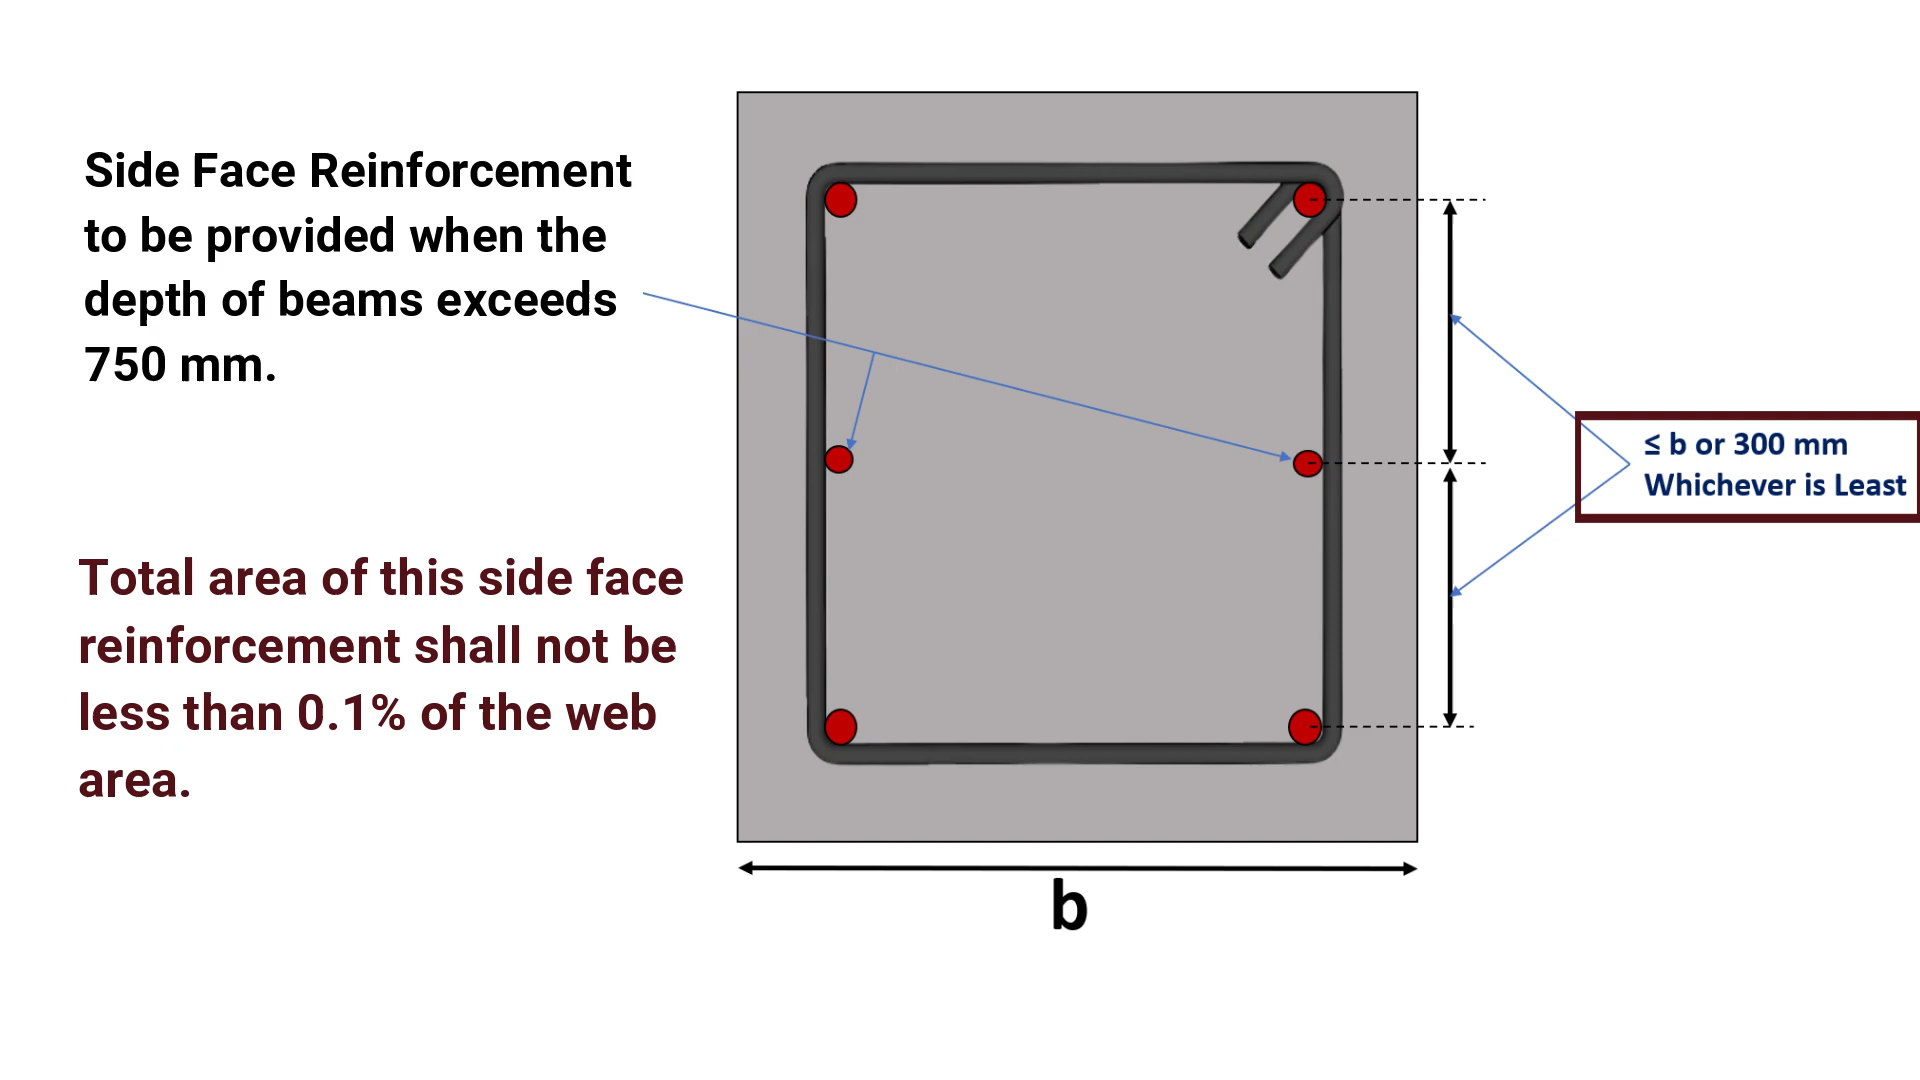 Side Face Reinforcement
to be provided when the
depth of beams exceeds
750 mm.
≤ b or 300 mm
Whichever is Least
Total area of this side face
reinforcement shall not be
less than 0.1% of the web
area.
b